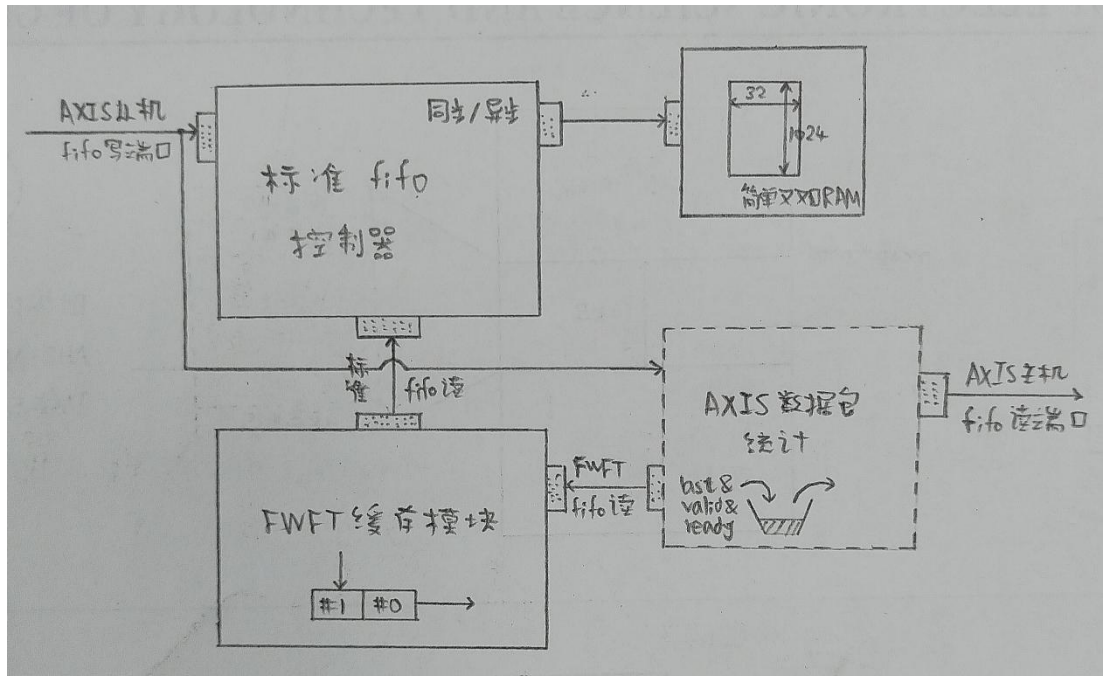 AXIS从机
fifo写端口
同步/异步
标准 fifo
控制器
32
1024
简单双口RAM
标准
fifo读
AXIS数据包
统计
last&
valid&
ready
AXIS主机
fifo读端口
FWFT
fifo读
FWFT缓存模块
#1 #0